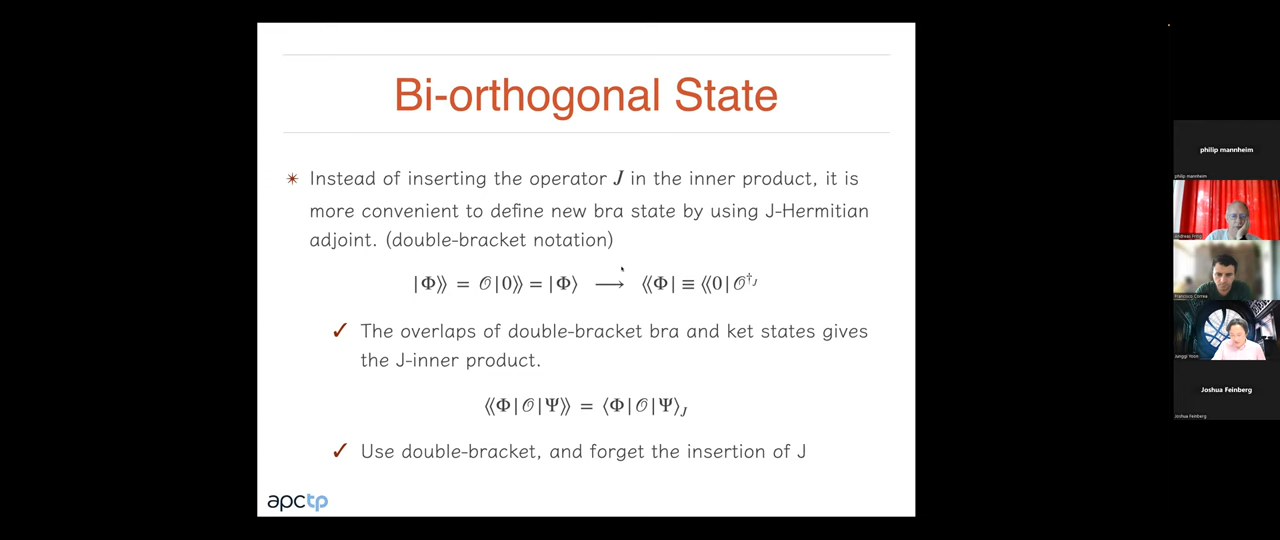 Bi-orthogonal State
✴ Instead of inserting the operator J in the inner product, it is
more convenient to define new bra state by using J-Hermitian
adjoint. (double-bracket notation)
|Φ⟫ = 𝒪|0⟫ = |Φ⟩ ⟶ ⟪Φ| ≡ ⟪0|𝒪^{†_J}
✓ The overlaps of double-bracket bra and ket states gives
the J-inner product.
⟪Φ|𝒪|Ψ⟫ = ⟨Φ|𝒪|Ψ⟩_J
✓ Use double-bracket, and forget the insertion of J
apctp
philip mannheim
philip mannheim
Andreas Fring
Francisco Correa
Junggi Yoon
Joshua Feinberg
Joshua Feinberg